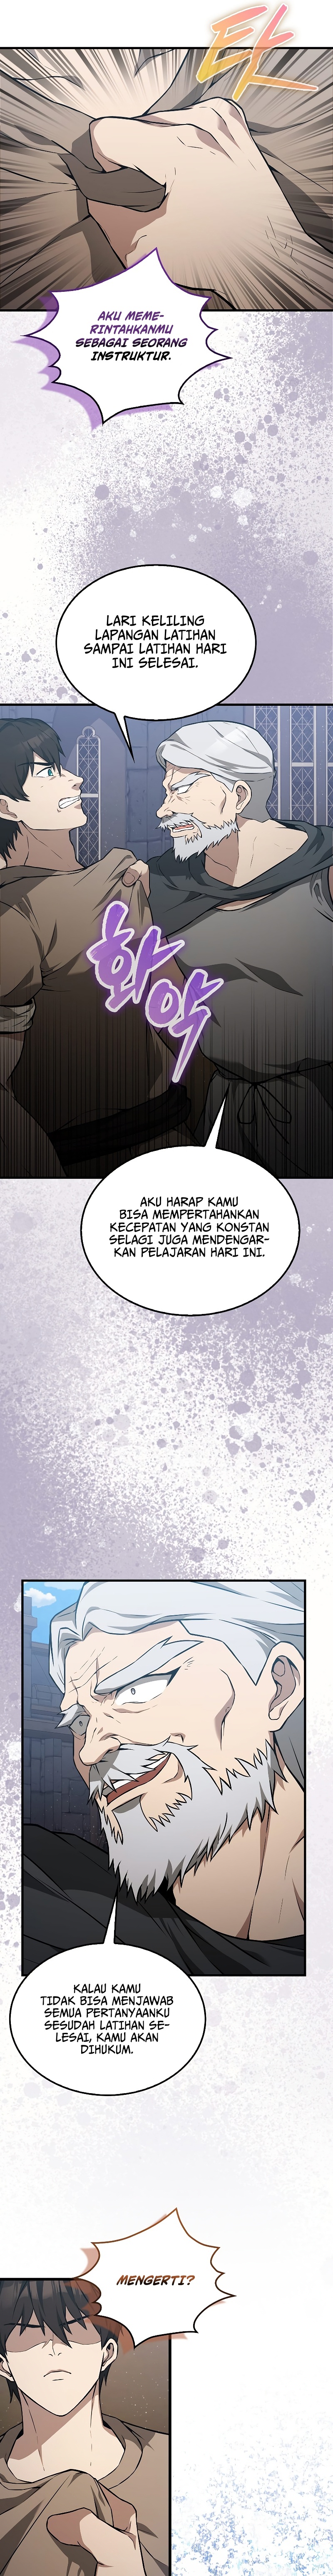 탁
AKU MEME-
RINTAHKANMU
SEBAGAI SEORANG
INSTRUKTUR.
LARI KELILING
LAPANGAN LATIHAN
SAMPAI LATIHAN HARI
INI SELESAI.
화악
AKU HARAP KAMU
BISA MEMPERTAHANKAN
KECEPATAN YANG KONSTAN
SELAGI JUGA MENDENGAR-
KAN PELAJARAN HARI INI.
KALAU KAMU
TIDAK BISA MENJAWAB
SEMUA PERTANYAANKU
SESUDAH LATIHAN SE-
LESAI, KAMU AKAN
DIHUKUM.
MENGERTI?